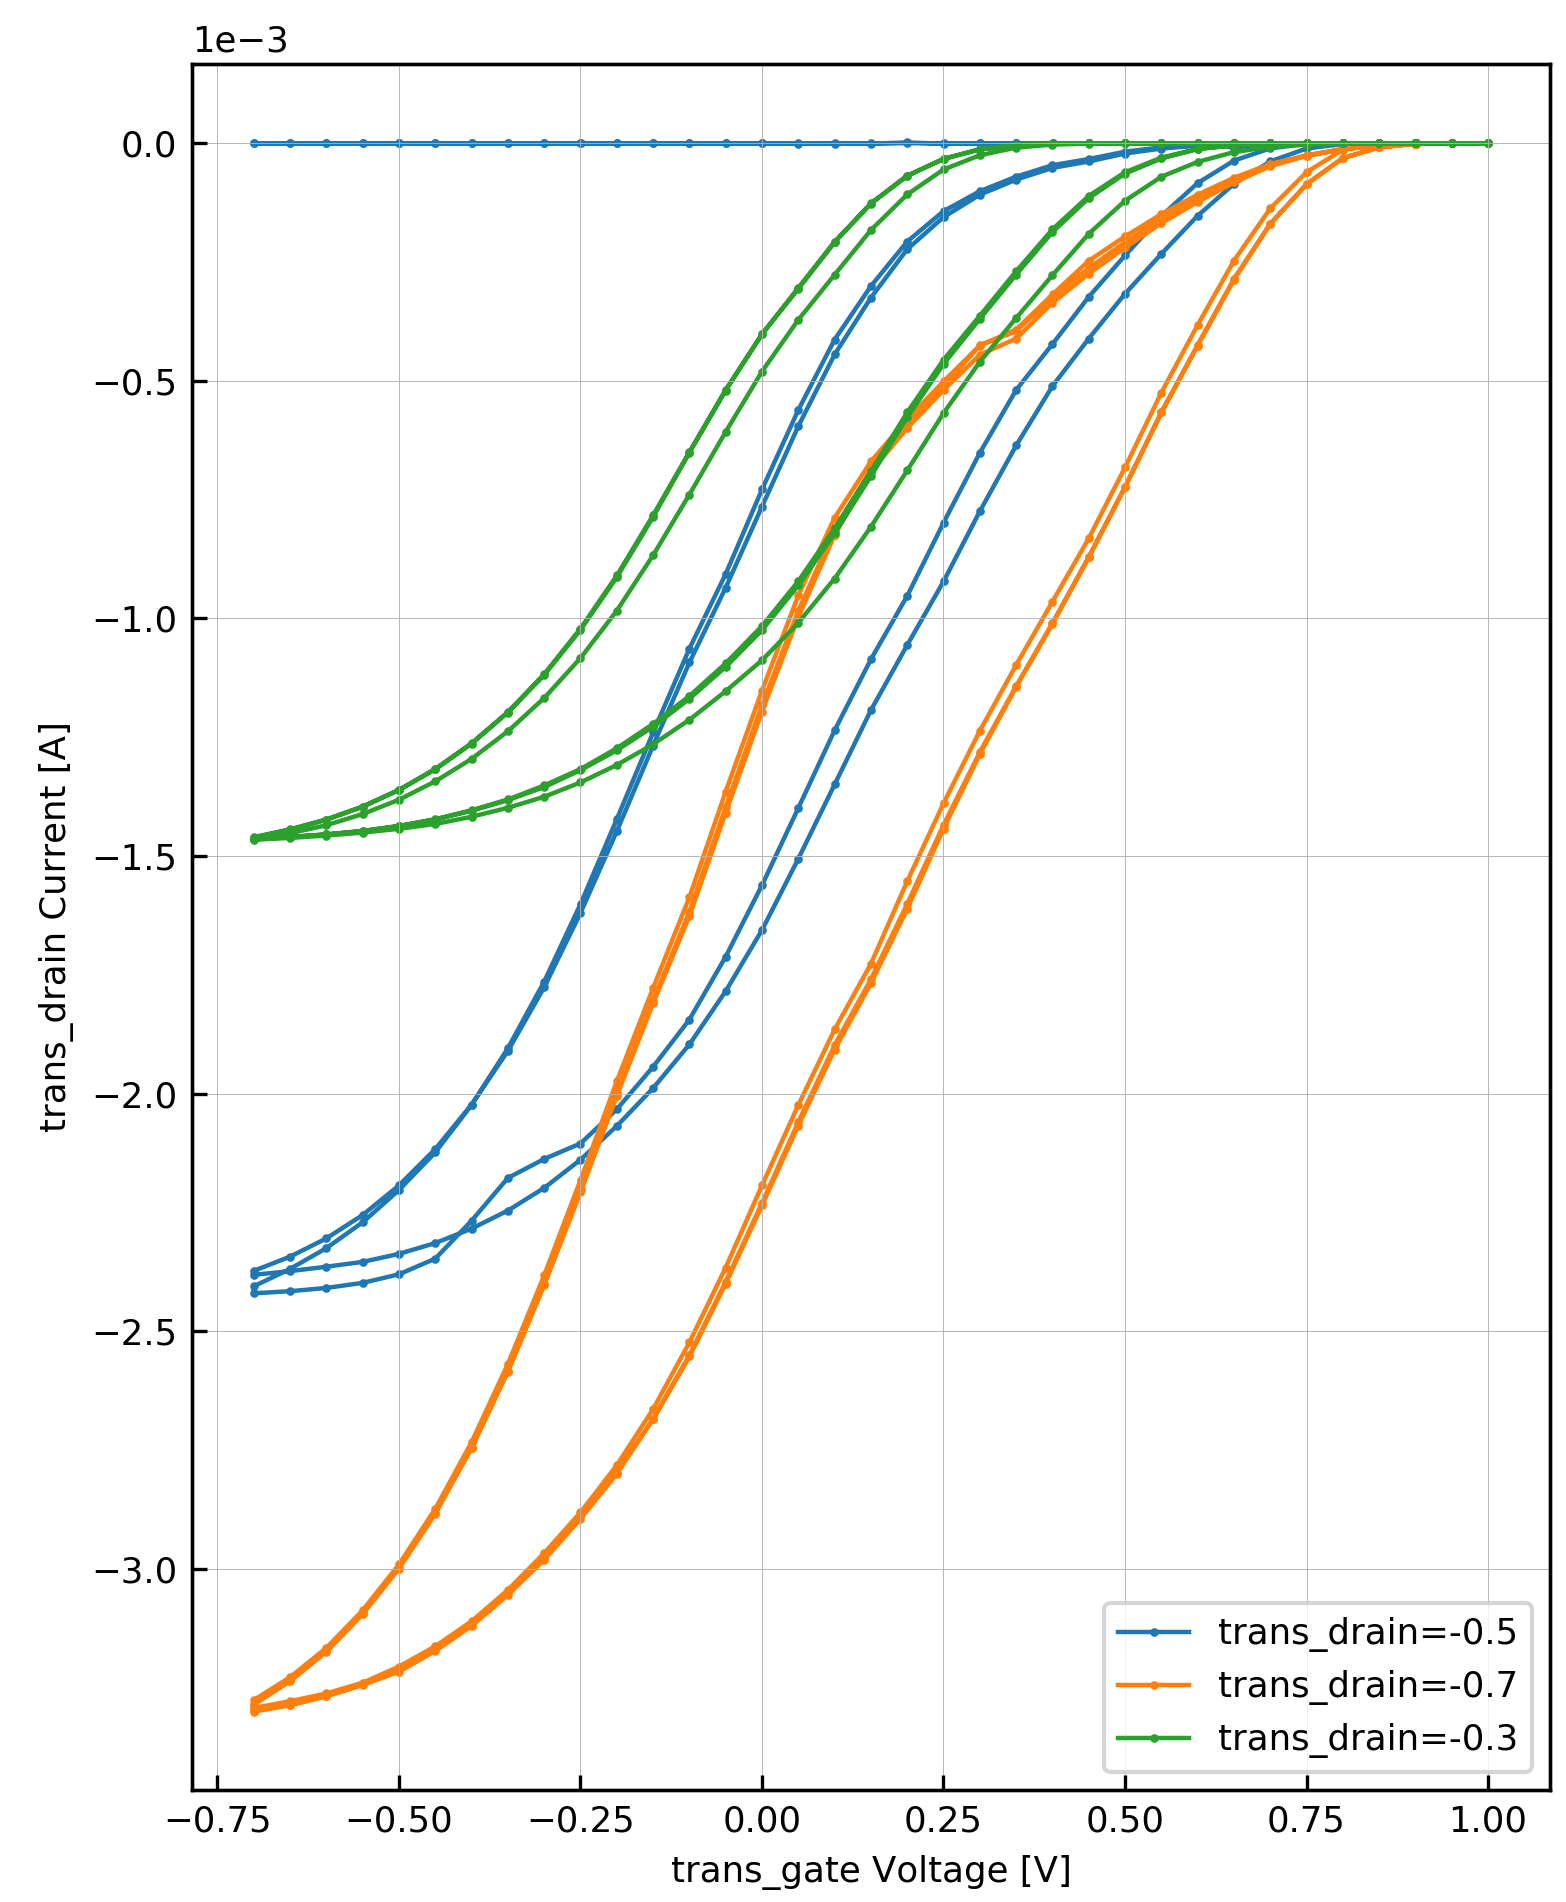 1e−3
0.0
−0.5
−1.0
−1.5
−2.0
−2.5
−3.0
trans_drain Current [A]
trans_drain=-0.5
trans_drain=-0.7
trans_drain=-0.3
−0.75 −0.50 −0.25 0.00 0.25 0.50 0.75 1.00
trans_gate Voltage [V]